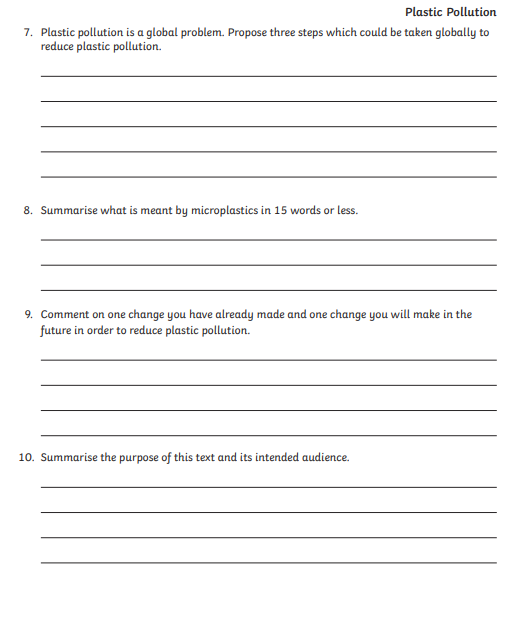 Plastic Pollution
7. Plastic pollution is a global problem. Propose three steps which could be taken globally to
reduce plastic pollution.
8. Summarise what is meant by microplastics in 15 words or less.
9. Comment on one change you have already made and one change you will make in the
future in order to reduce plastic pollution.
10. Summarise the purpose of this text and its intended audience.